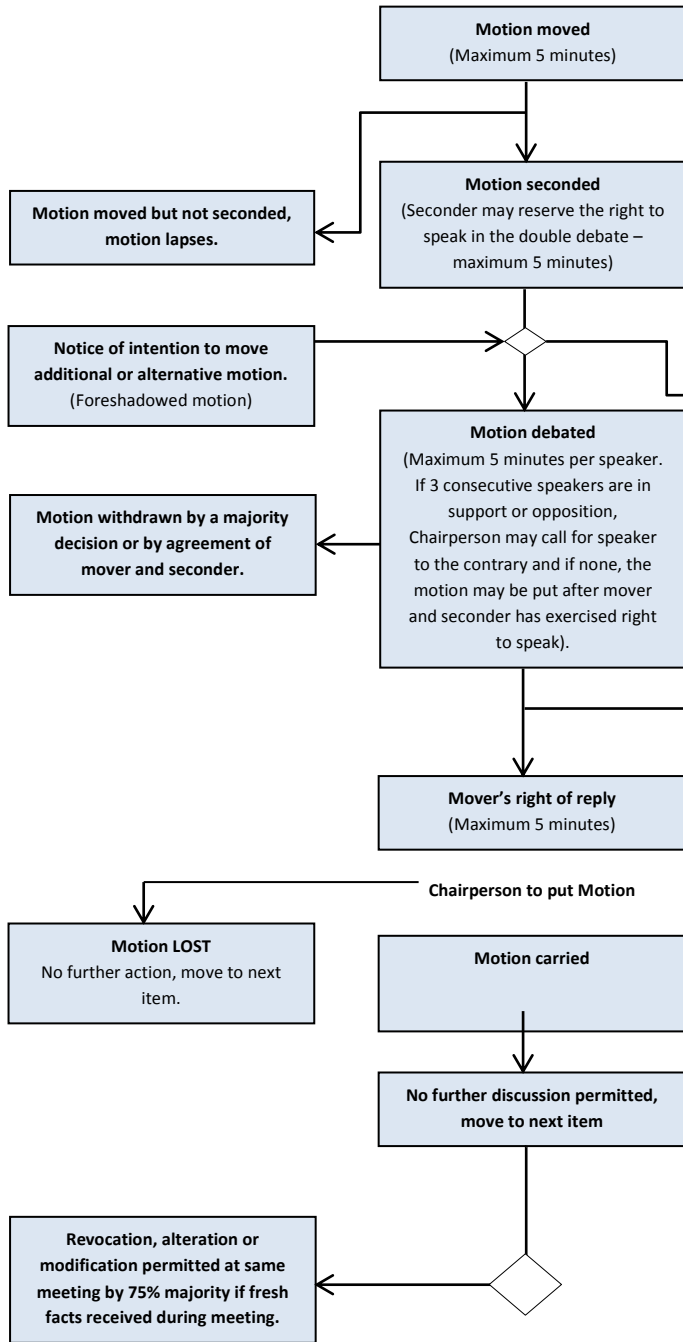 Motion moved
(Maximum 5 minutes)
Motion seconded
(Seconder may reserve the right to
speak in the double debate –
maximum 5 minutes)
Motion moved but not seconded,
motion lapses.
Notice of intention to move
additional or alternative motion.
(Foreshadowed motion)
Motion debated
(Maximum 5 minutes per speaker.
If 3 consecutive speakers are in
support or opposition,
Chairperson may call for speaker
to the contrary and if none, the
motion may be put after mover
and seconder has exercised right
to speak).
Motion withdrawn by a majority
decision or by agreement of
mover and seconder.
Mover’s right of reply
(Maximum 5 minutes)
Chairperson to put Motion
Motion LOST
No further action, move to next
item.
Motion carried
No further discussion permitted,
move to next item
Revocation, alteration or
modification permitted at same
meeting by 75% majority if fresh
facts received during meeting.